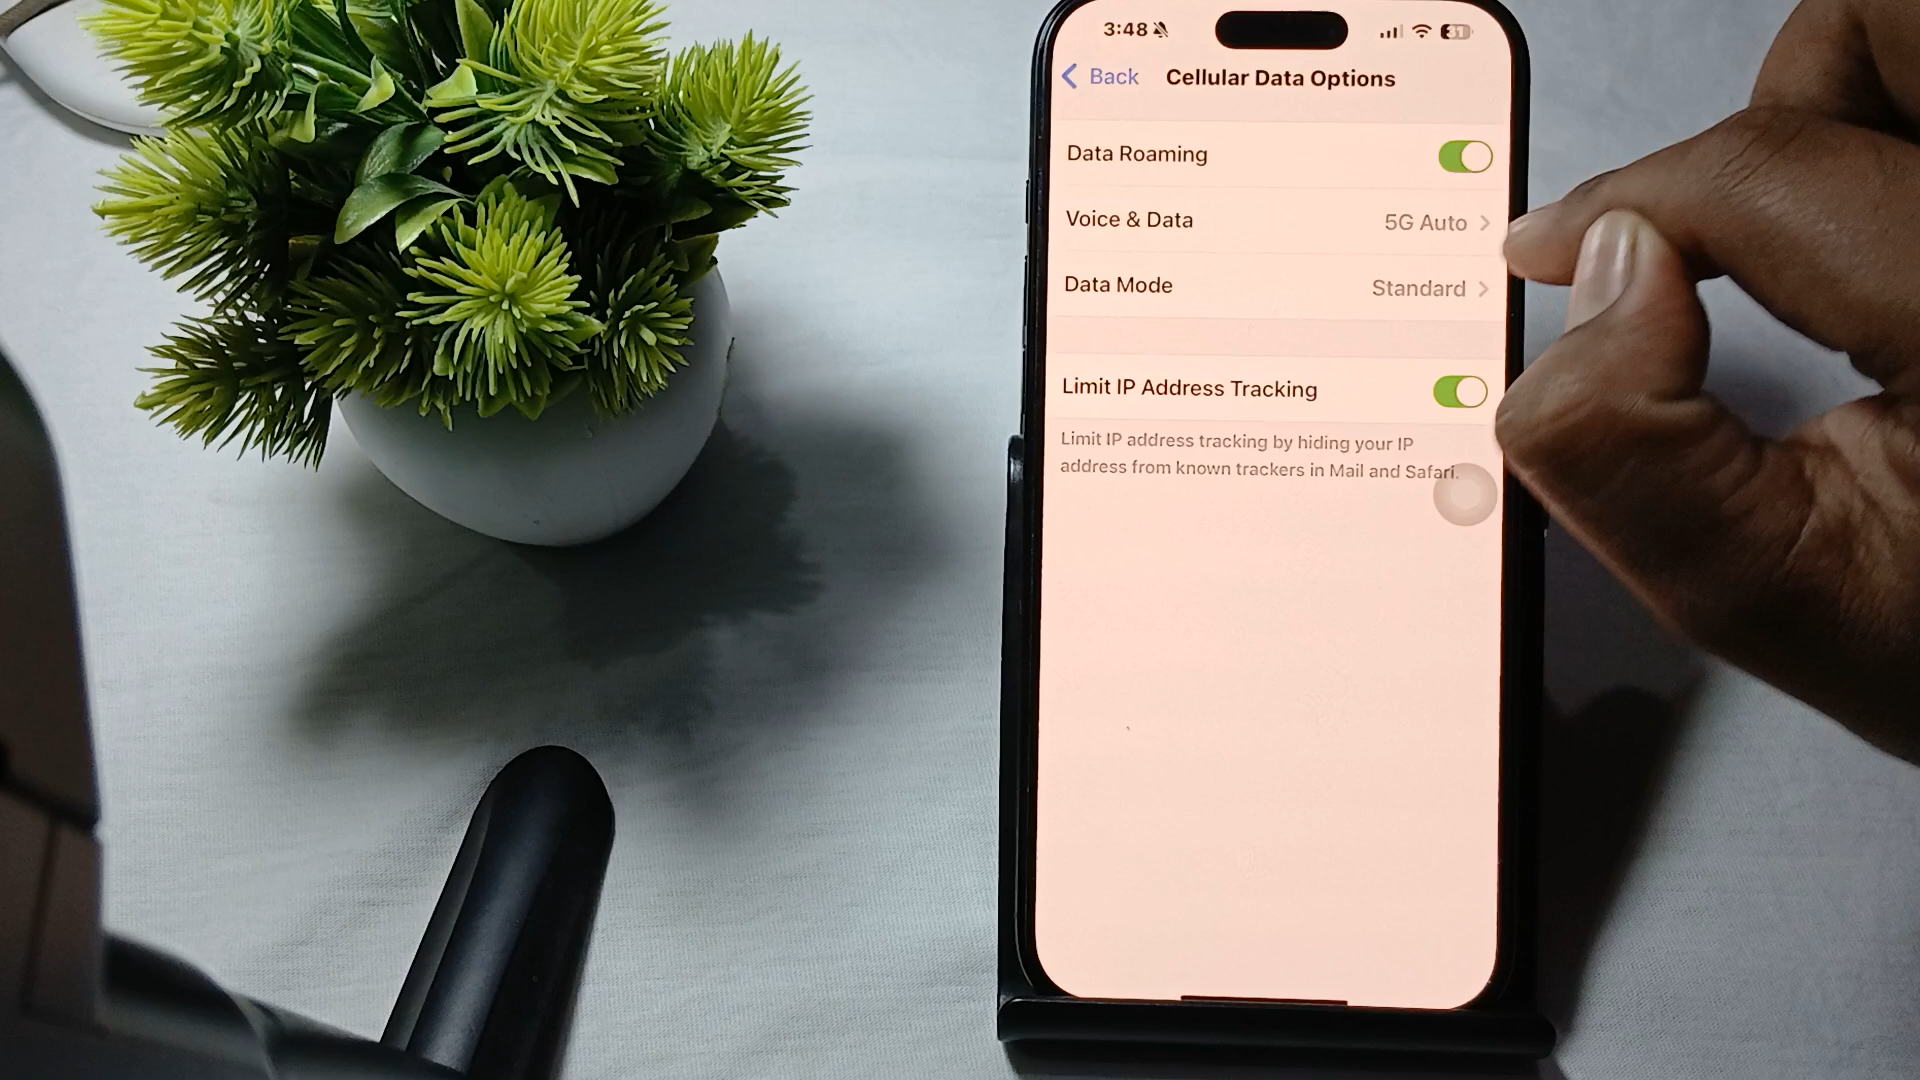 3:48
Back Cellular Data Options
Data Roaming
Voice & Data 5G Auto
Data Mode Standard
Limit IP Address Tracking
Limit IP address tracking by hiding your IP
address from known trackers in Mail and Safari.